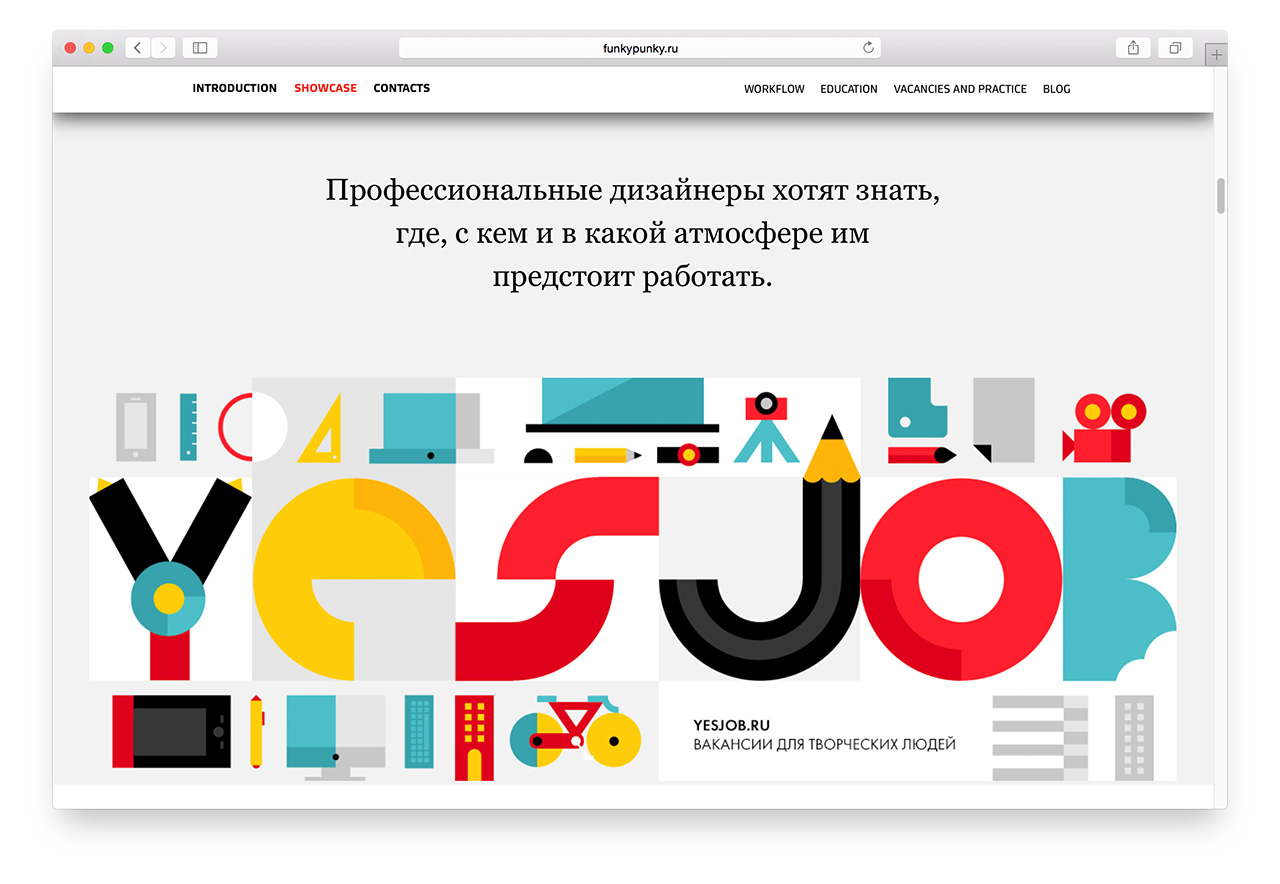 funkypunky.ru
INTRODUCTION SHOWCASE CONTACTS WORKFLOW EDUCATION VACANCIES AND PRACTICE BLOG
Профессиональные дизайнеры хотят знать,
где, с кем и в какой атмосфере им
предстоит работать.
YESJOB
YESJOB.RU
ВАКАНСИИ ДЛЯ ТВОРЧЕСКИХ ЛЮДЕЙ